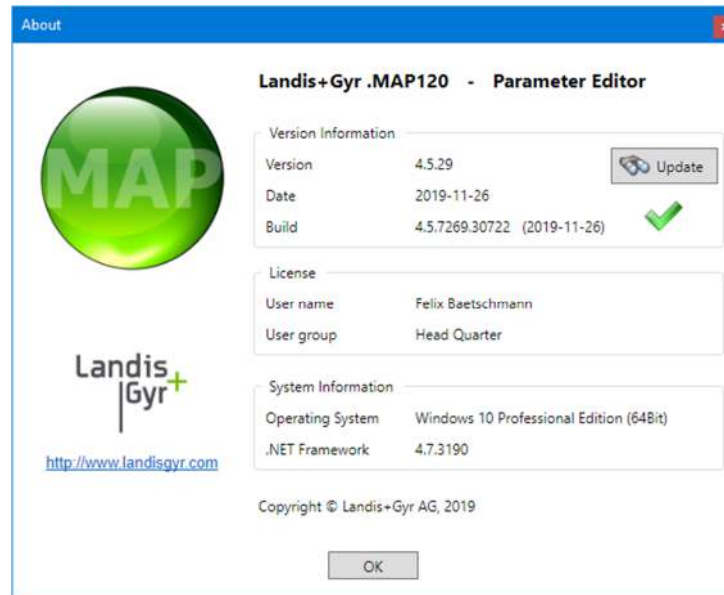 About
Landis+Gyr .MAP120 - Parameter Editor
MAP
Version Information
Version 4.5.29
Update
Date 2019-11-26
Build 4.5.7269.30722 (2019-11-26)
License
User name Felix Baetschmann
User group Head Quarter
Landis+
Gyr
System Information
Operating System Windows 10 Professional Edition (64Bit)
.NET Framework 4.7.3190
http://www.landisgyr.com
Copyright © Landis+Gyr AG, 2019
OK